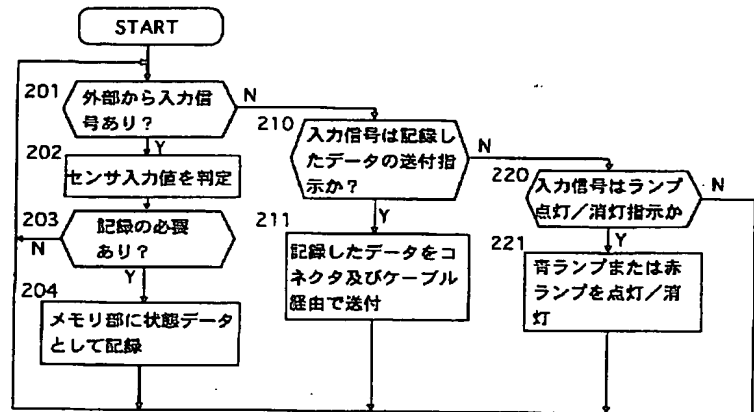 START
201
外部から入力信
号あり？
N
Y
202
センサ入力値を判定
203
記録の必要
あり？
N
Y
204
メモリ部に状態データ
として記録
210
入力信号は記録し
たデータの送付指
示か？
N
Y
211
記録したデータをコ
ネクタ及びケーブル
経由で送付
220
入力信号はランプ
点灯／消灯指示か
N
Y
221
青ランプまたは赤
ランプを点灯／消
灯